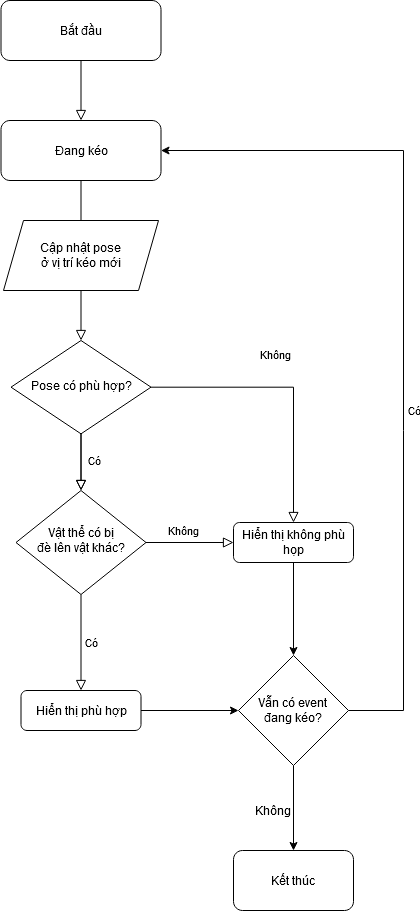 Bắt đầu
Đang kéo
Cập nhật pose
ở vị trí kéo mới
Không
Pose có phù hợp?
Có
Có
Vật thể có bị
đè lên vật khác?
Không
Hiển thị không phù
hợp
Có
Hiển thị phù hợp
Vẫn có event
đang kéo?
Không
Kết thúc